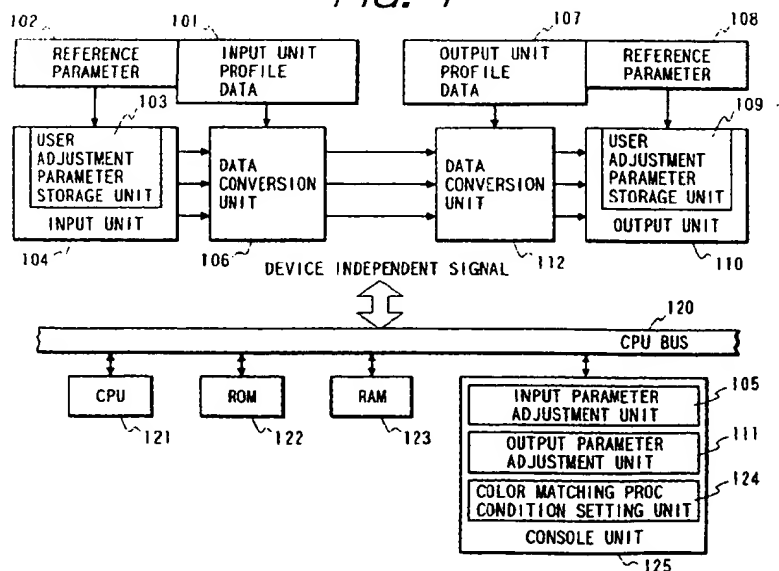 102
101
107
108
REFERENCE
PARAMETER
INPUT UNIT
PROFILE
DATA
OUTPUT UNIT
PROFILE
DATA
REFERENCE
PARAMETER
103
109
USER
ADJUSTMENT
PARAMETER
STORAGE UNIT
INPUT UNIT
DATA
CONVERSION
UNIT
DATA
CONVERSION
UNIT
USER
ADJUSTMENT
PARAMETER
STORAGE UNIT
OUTPUT UNIT
104
106
112
110
DEVICE INDEPENDENT SIGNAL
120
CPU BUS
CPU
ROM
RAM
121
122
123
INPUT PARAMETER
ADJUSTMENT UNIT
105
OUTPUT PARAMETER
ADJUSTMENT UNIT
111
COLOR MATCHING PROC
CONDITION SETTING UNIT
124
CONSOLE UNIT
125